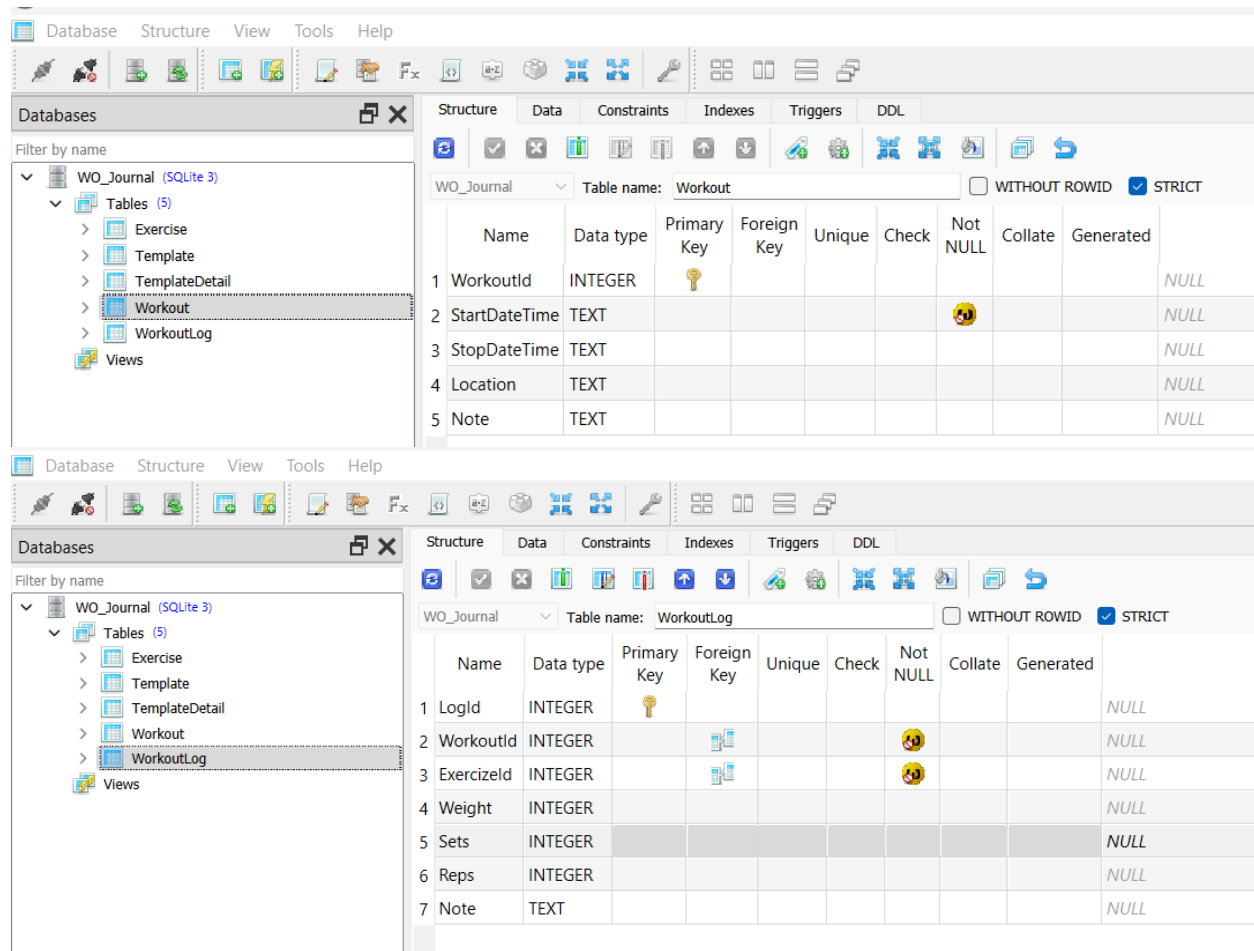 Database Structure View Tools Help
Databases
Structure Data Constraints Indexes Triggers DDL
Filter by name
WO_Journal (SQLite 3)
Tables (5)
Exercise
Template
TemplateDetail
Workout
WorkoutLog
Views
WO_Journal Table name: Workout WITHOUT ROWID STRICT
Name Data type Primary Key Foreign Key Unique Check Not NULL Collate Generated
1 WorkoutId INTEGER NULL
2 StartDateTime TEXT NULL
3 StopDateTime TEXT NULL
4 Location TEXT NULL
5 Note TEXT NULL
Database Structure View Tools Help
Databases
Structure Data Constraints Indexes Triggers DDL
Filter by name
WO_Journal (SQLite 3)
Tables (5)
Exercise
Template
TemplateDetail
Workout
WorkoutLog
Views
WO_Journal Table name: WorkoutLog WITHOUT ROWID STRICT
Name Data type Primary Key Foreign Key Unique Check Not NULL Collate Generated
1 LogId INTEGER NULL
2 WorkoutId INTEGER NULL
3 ExercizeId INTEGER NULL
4 Weight INTEGER NULL
5 Sets INTEGER NULL
6 Reps INTEGER NULL
7 Note TEXT NULL